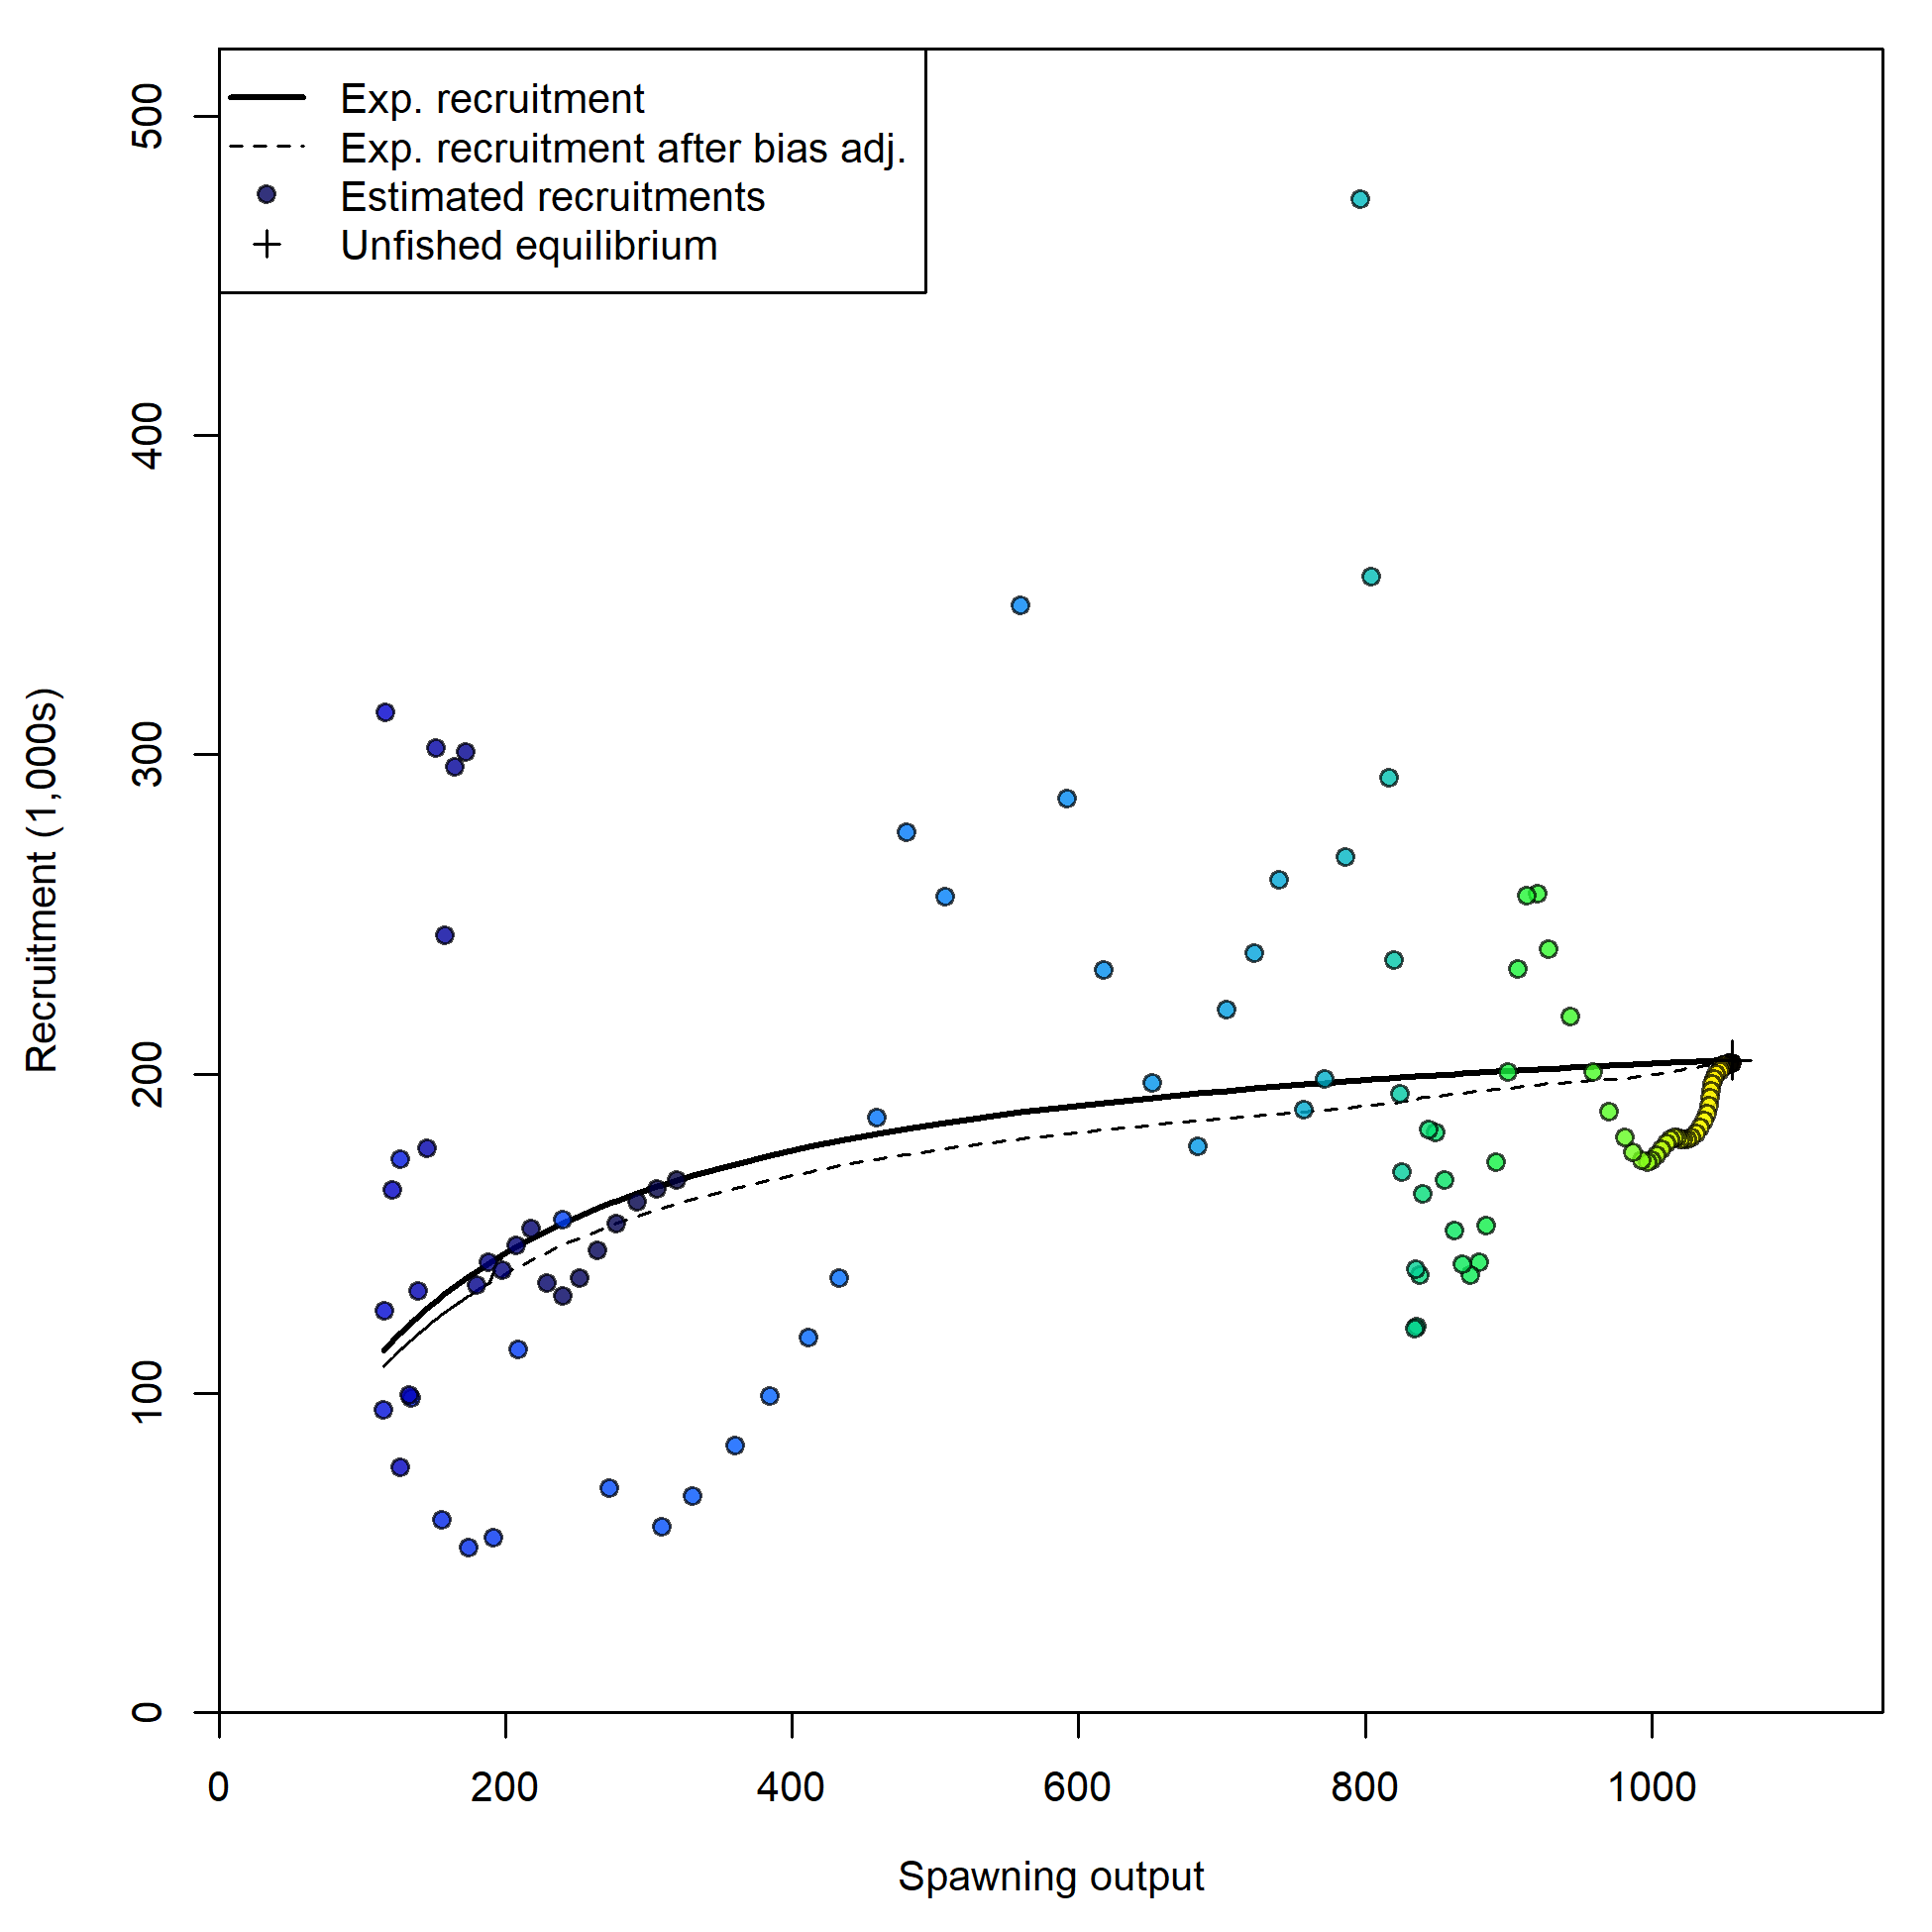 Exp. recruitment
Exp. recruitment after bias adj.
Estimated recruitments
Unfished equilibrium
500
400
300
200
100
0
Recruitment (1,000s)
0 200 400 600 800 1000
Spawning output